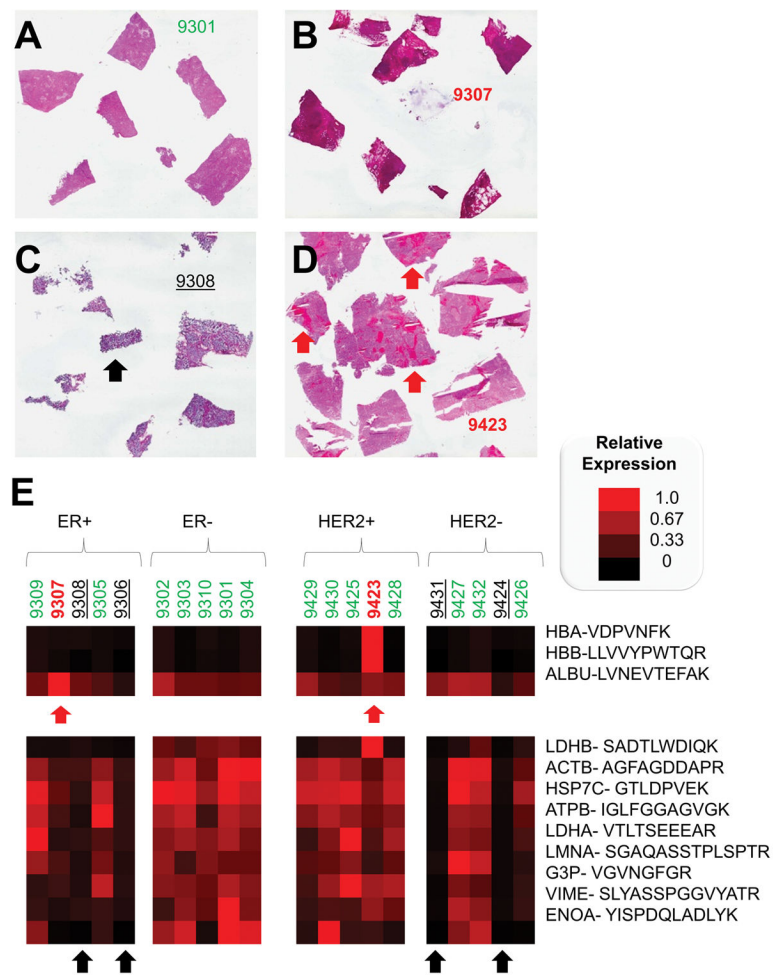 A
9301
B
9307
C
9308
D
9423
Relative
Expression
1.0
0.67
0.33
0
E
ER+
ER-
HER2+
HER2-
9309
9307
9308
9305
9306
9302
9303
9310
9301
9304
9429
9430
9425
9423
9428
9431
9427
9432
9424
9426
HBA-VDPVNFK
HBB-LLVVYPWTQR
ALBU-LVNEVTEFAK
LDHB- SADTLWDIQK
ACTB- AGFAGDDAPR
HSP7C- GTLDPVEK
ATPB- IGLFGGAGVGK
LDHA- VTLTSEEEAR
LMNA- SGAQASSTPLSPTR
G3P- VGVNGFGR
VIME- SLYASSPGGVYATR
ENOA- YISPDQLADLYK